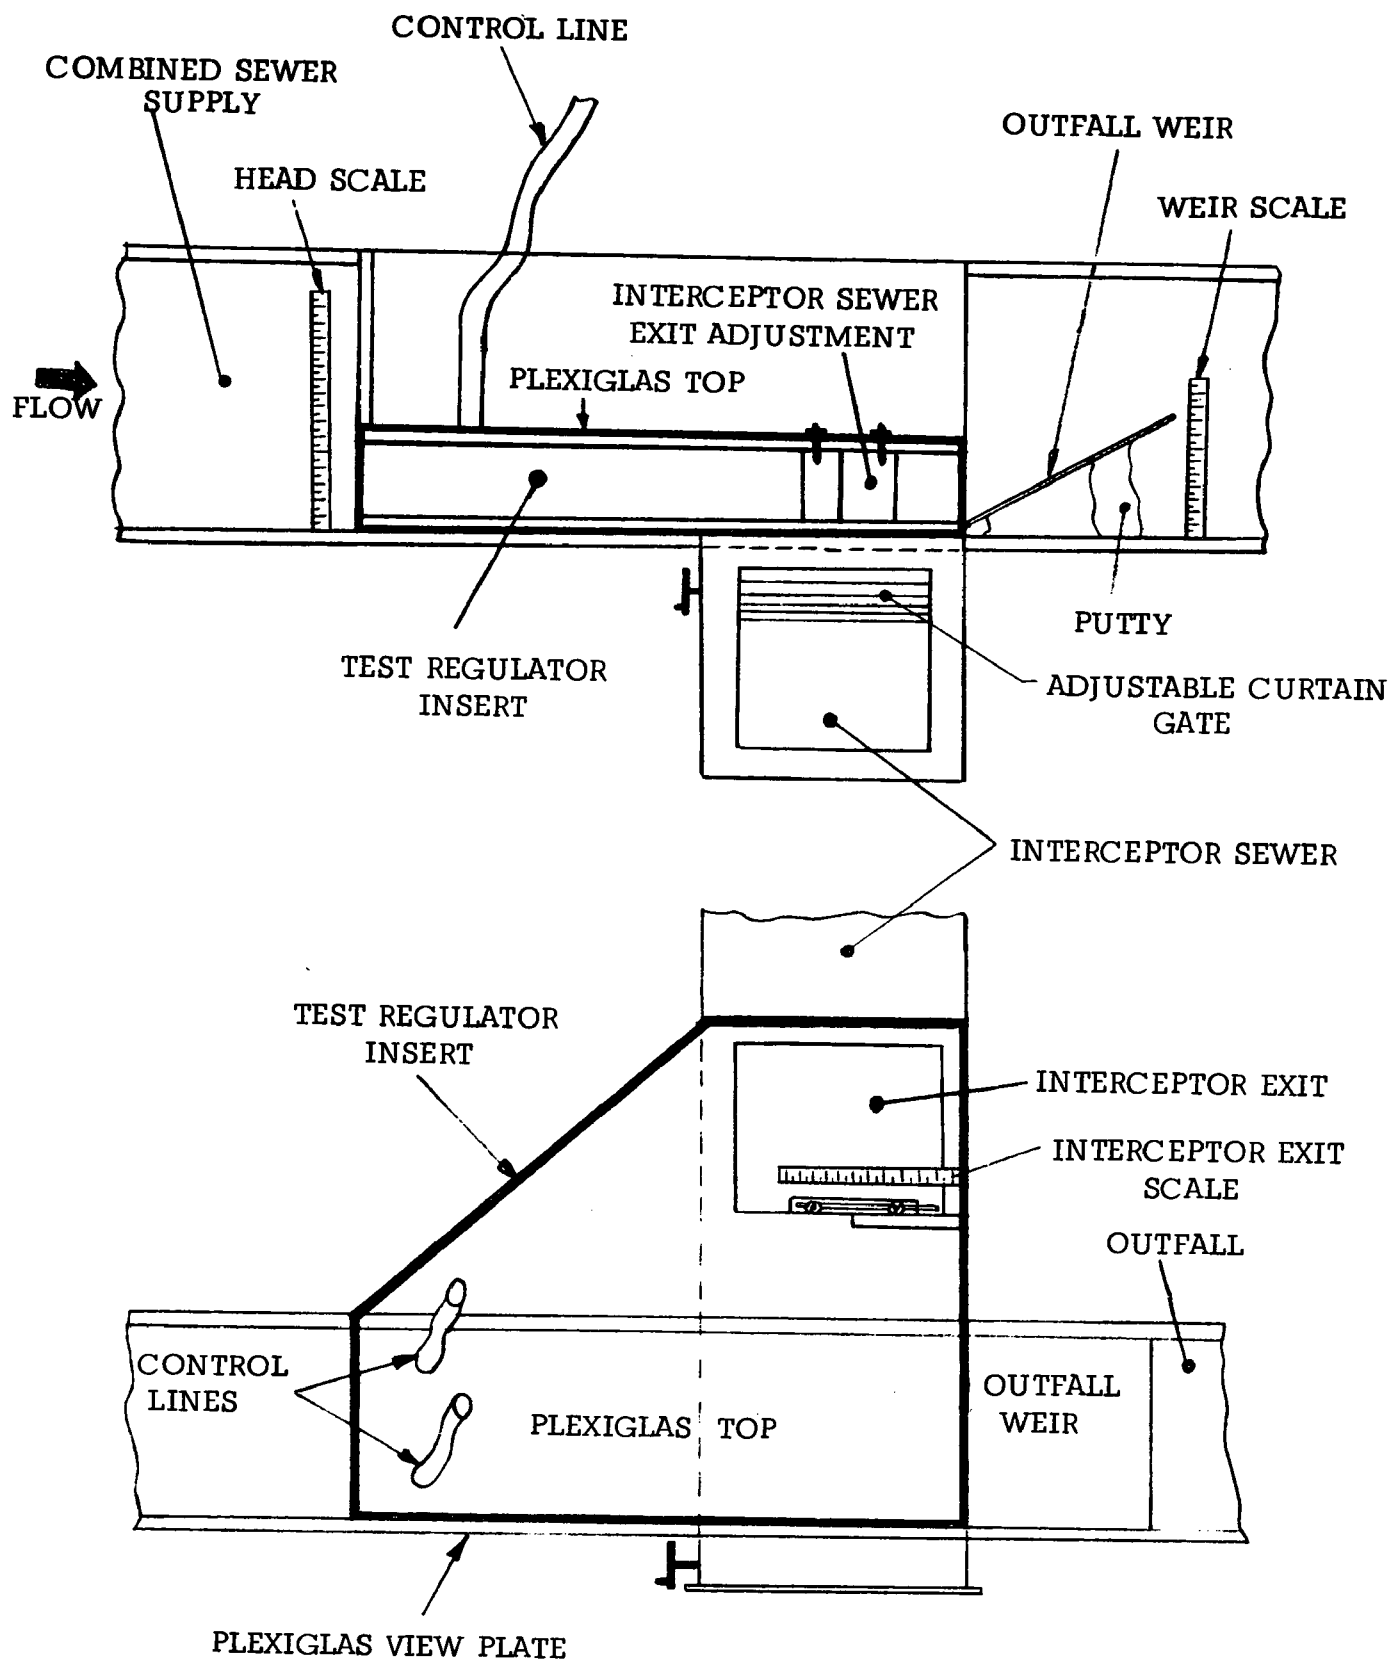 CONTROL LINE
COMBINED SEWER
SUPPLY
OUTFALL WEIR
HEAD SCALE
WEIR SCALE
INTERCEPTOR SEWER
EXIT ADJUSTMENT
PLEXIGLAS TOP
FLOW
PUTTY
TEST REGULATOR
INSERT
ADJUSTABLE CURTAIN
GATE
INTERCEPTOR SEWER
TEST REGULATOR
INSERT
INTERCEPTOR EXIT
INTERCEPTOR EXIT
SCALE
OUTFALL
CONTROL
LINES
OUTFALL
WEIR
PLEXIGLAS TOP
PLEXIGLAS VIEW PLATE